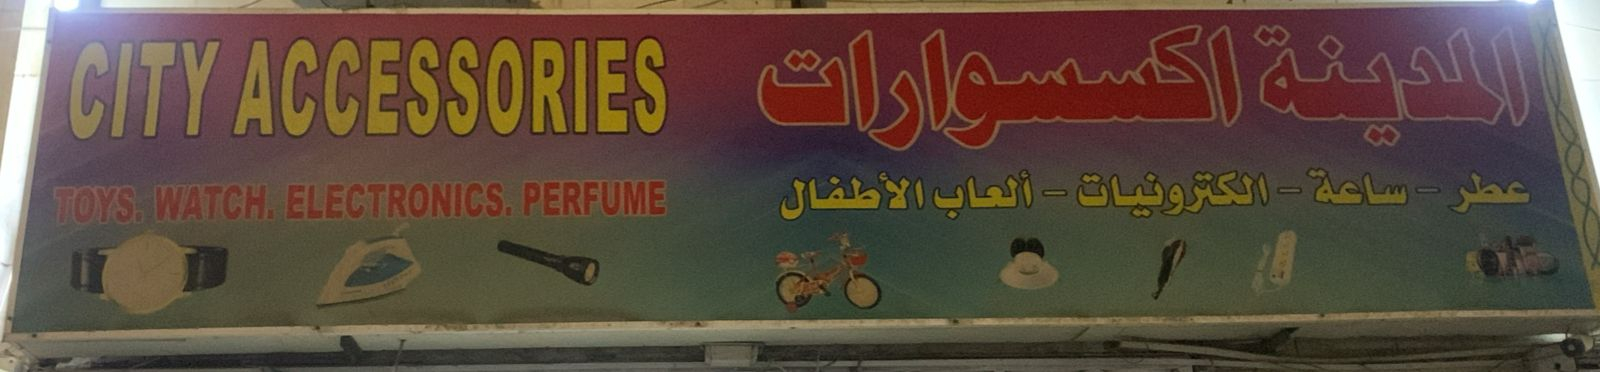 CITY ACCESSORIES
المدينة اكسسوارات
TOYS. WATCH. ELECTRONICS. PERFUME
عطر - ساعة - الكترونيات - ألعاب الأطفال